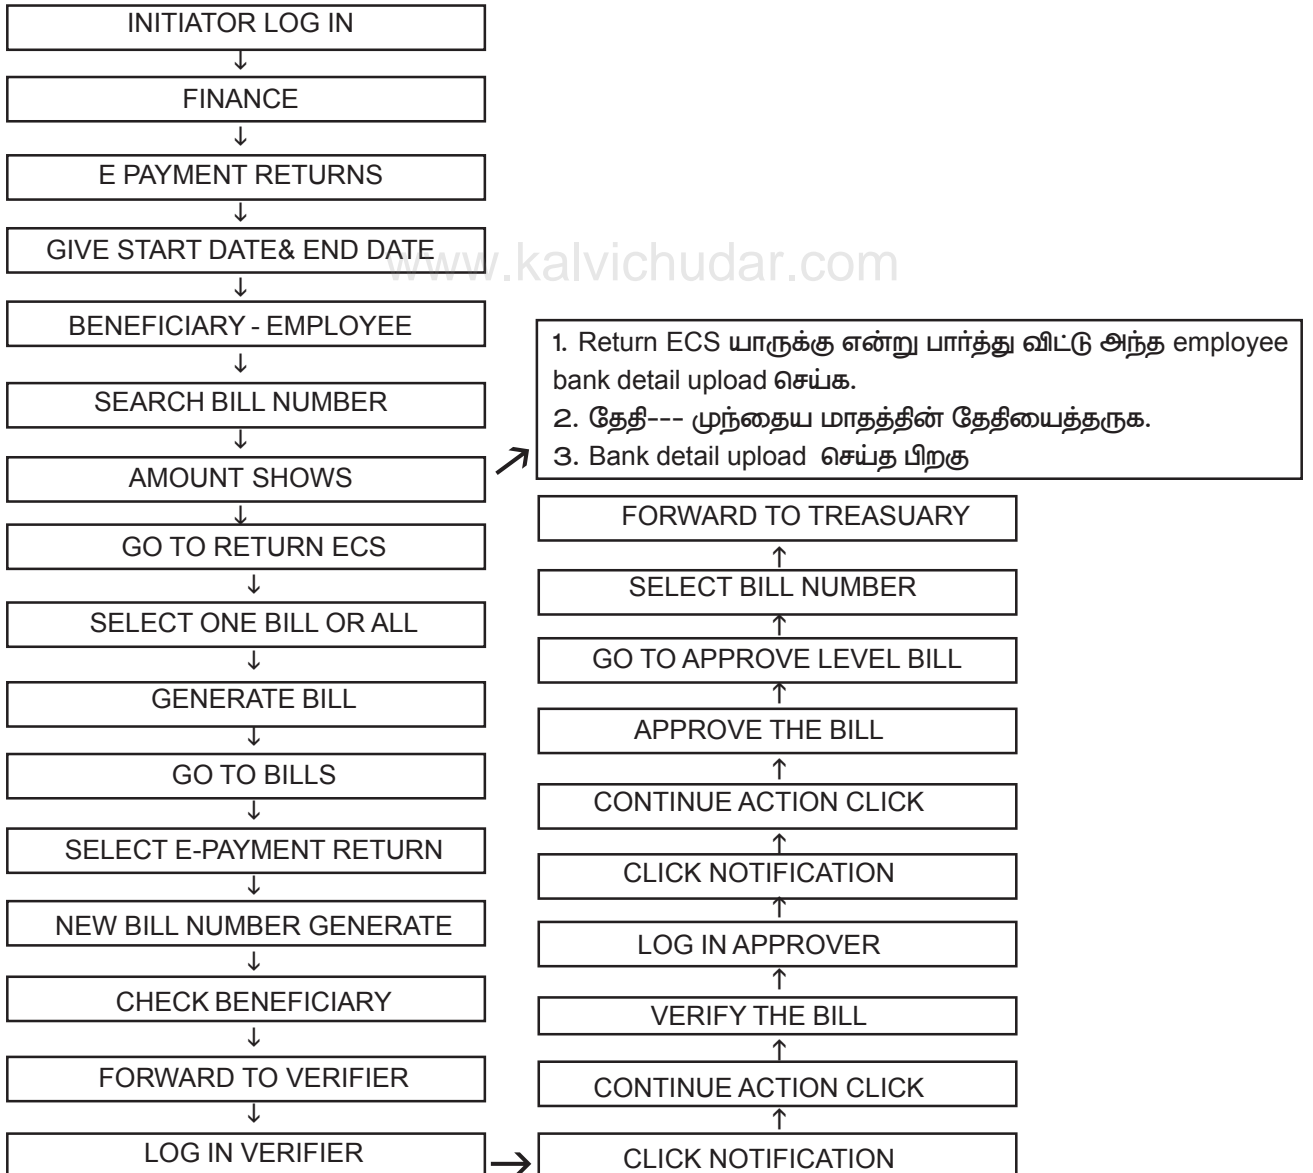 INITIATOR LOG IN
FINANCE
E PAYMENT RETURNS
GIVE START DATE& END DATE
www.kalvichudar.com
BENEFICIARY - EMPLOYEE
SEARCH BILL NUMBER
AMOUNT SHOWS
1. Return ECS யாருக்கு என்று பார்த்து விட்டு அந்த employee
bank detail upload செய்க.
2. தேதி--- முந்தைய மாதத்தின் தேதியைத்தருக.
3. Bank detail upload செய்த பிறகு
GO TO RETURN ECS
SELECT ONE BILL OR ALL
GENERATE BILL
GO TO BILLS
SELECT E-PAYMENT RETURN
NEW BILL NUMBER GENERATE
CHECK BENEFICIARY
FORWARD TO VERIFIER
LOG IN VERIFIER
CLICK NOTIFICATION
CONTINUE ACTION CLICK
VERIFY THE BILL
LOG IN APPROVER
CLICK NOTIFICATION
CONTINUE ACTION CLICK
APPROVE THE BILL
GO TO APPROVE LEVEL BILL
SELECT BILL NUMBER
FORWARD TO TREASUARY